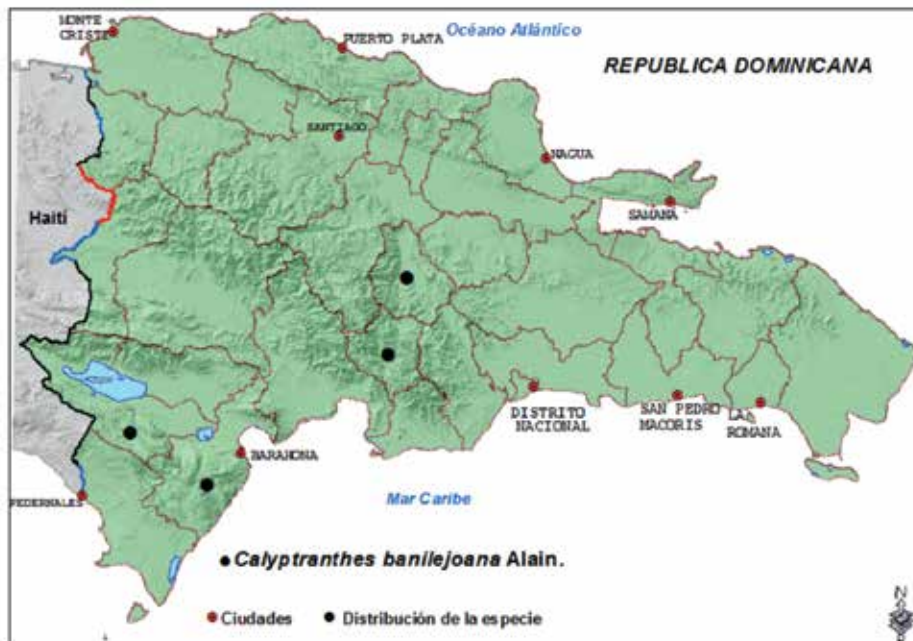 MONTE
CRISTI
PUERTO PLATA
Océano Atlántico
REPUBLICA DOMINICANA
SANTIAGO
NAGUA
SAMANA
Haití
DISTRITO
NACIONAL
SAN PEDRO
MACORIS
LA
ROMANA
BARAHONA
PEDERNALES
Mar Caribe
Calyptranthes banilejoana Alain.
Ciudades
Distribución de la especie
N